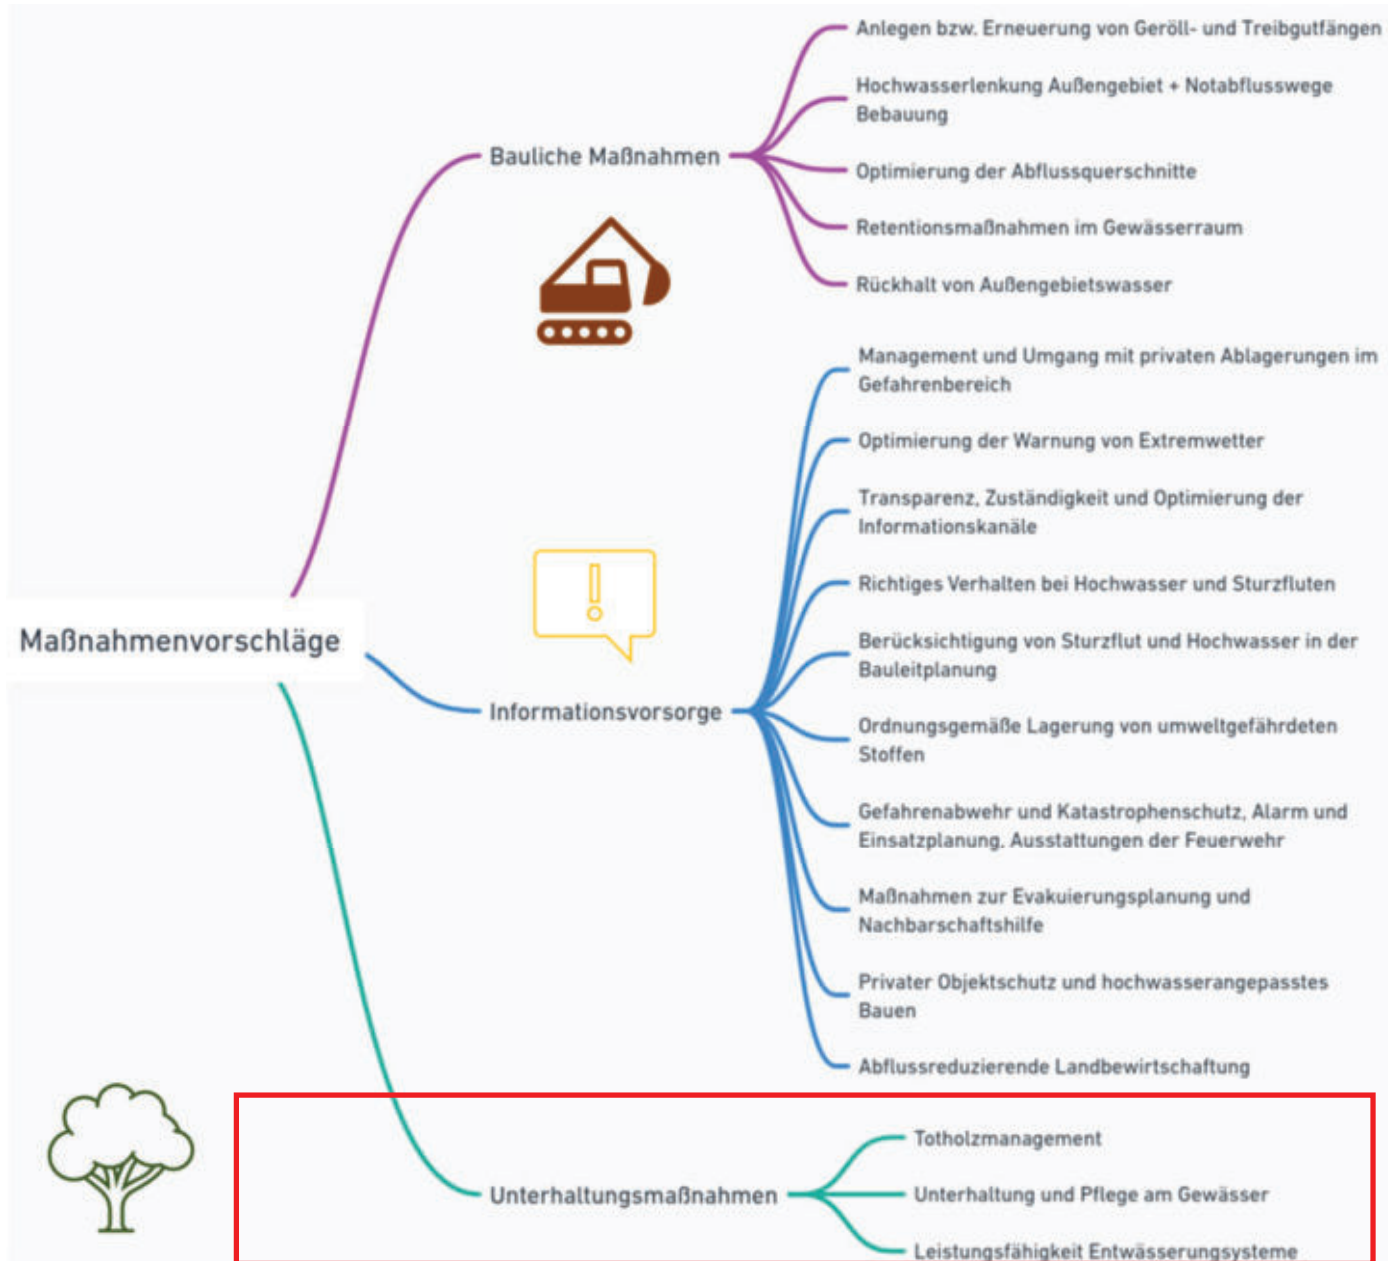 Maßnahmenvorschläge
Bauliche Maßnahmen
Anlegen bzw. Erneuerung von Geröll- und Treibgutfängen
Hochwasserlenkung Außengebiet + Notabflusswege
Bebauung
Optimierung der Abflussquerschnitte
Retentionsmaßnahmen im Gewässerraum
Rückhalt von Außengebietswasser
Informationsvorsorge
Management und Umgang mit privaten Ablagerungen im
Gefahrenbereich
Optimierung der Warnung von Extremwetter
Transparenz, Zuständigkeit und Optimierung der
Informationskanäle
Richtiges Verhalten bei Hochwasser und Sturzfluten
Berücksichtigung von Sturzflut und Hochwasser in der
Bauleitplanung
Ordnungsgemäße Lagerung von umweltgefährdeten
Stoffen
Gefahrenabwehr und Katastrophenschutz, Alarm und
Einsatzplanung. Ausstattungen der Feuerwehr
Maßnahmen zur Evakuierungsplanung und
Nachbarschaftshilfe
Privater Objektschutz und hochwasserangepasstes
Bauen
Abflussreduzierende Landbewirtschaftung
Unterhaltungsmaßnahmen
Totholzmanagement
Unterhaltung und Pflege am Gewässer
Leistungsfähigkeit Entwässerungsysteme